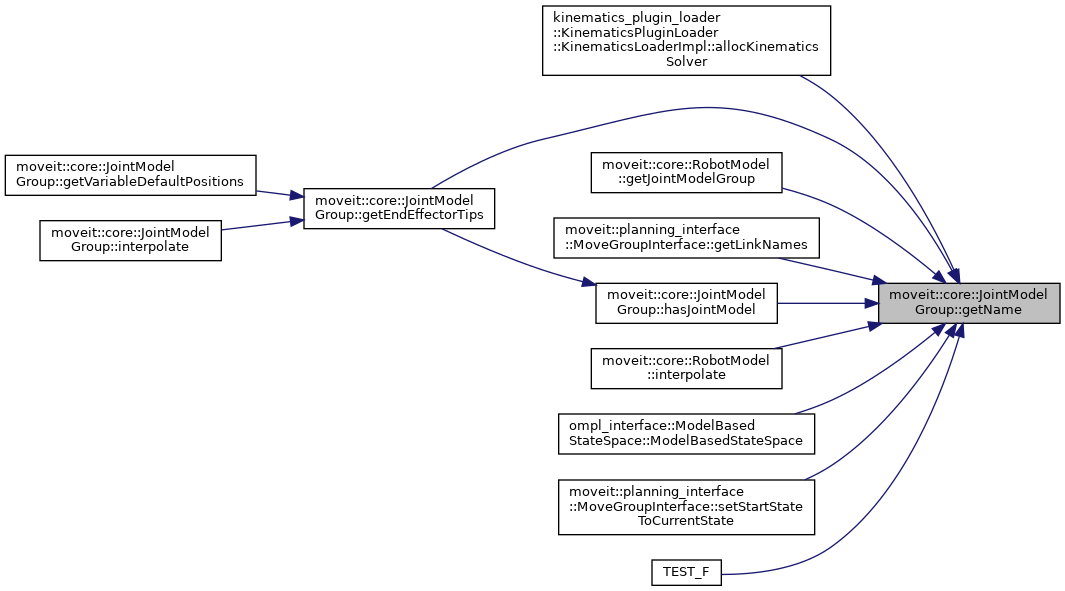 kinematics_plugin_loader
::KinematicsPluginLoader
::KinematicsLoaderImpl::allocKinematics
Solver
moveit::core::RobotModel
::getJointModelGroup
moveit::core::JointModel
Group::getVariableDefaultPositions
moveit::core::JointModel
Group::getEndEffectorTips
moveit::core::JointModel
Group::interpolate
moveit::planning_interface
::MoveGroupInterface::getLinkNames
moveit::core::JointModel
Group::hasJointModel
moveit::core::JointModel
Group::getName
moveit::core::RobotModel
::interpolate
ompl_interface::ModelBased
StateSpace::ModelBasedStateSpace
moveit::planning_interface
::MoveGroupInterface::setStartState
ToCurrentState
TEST_F